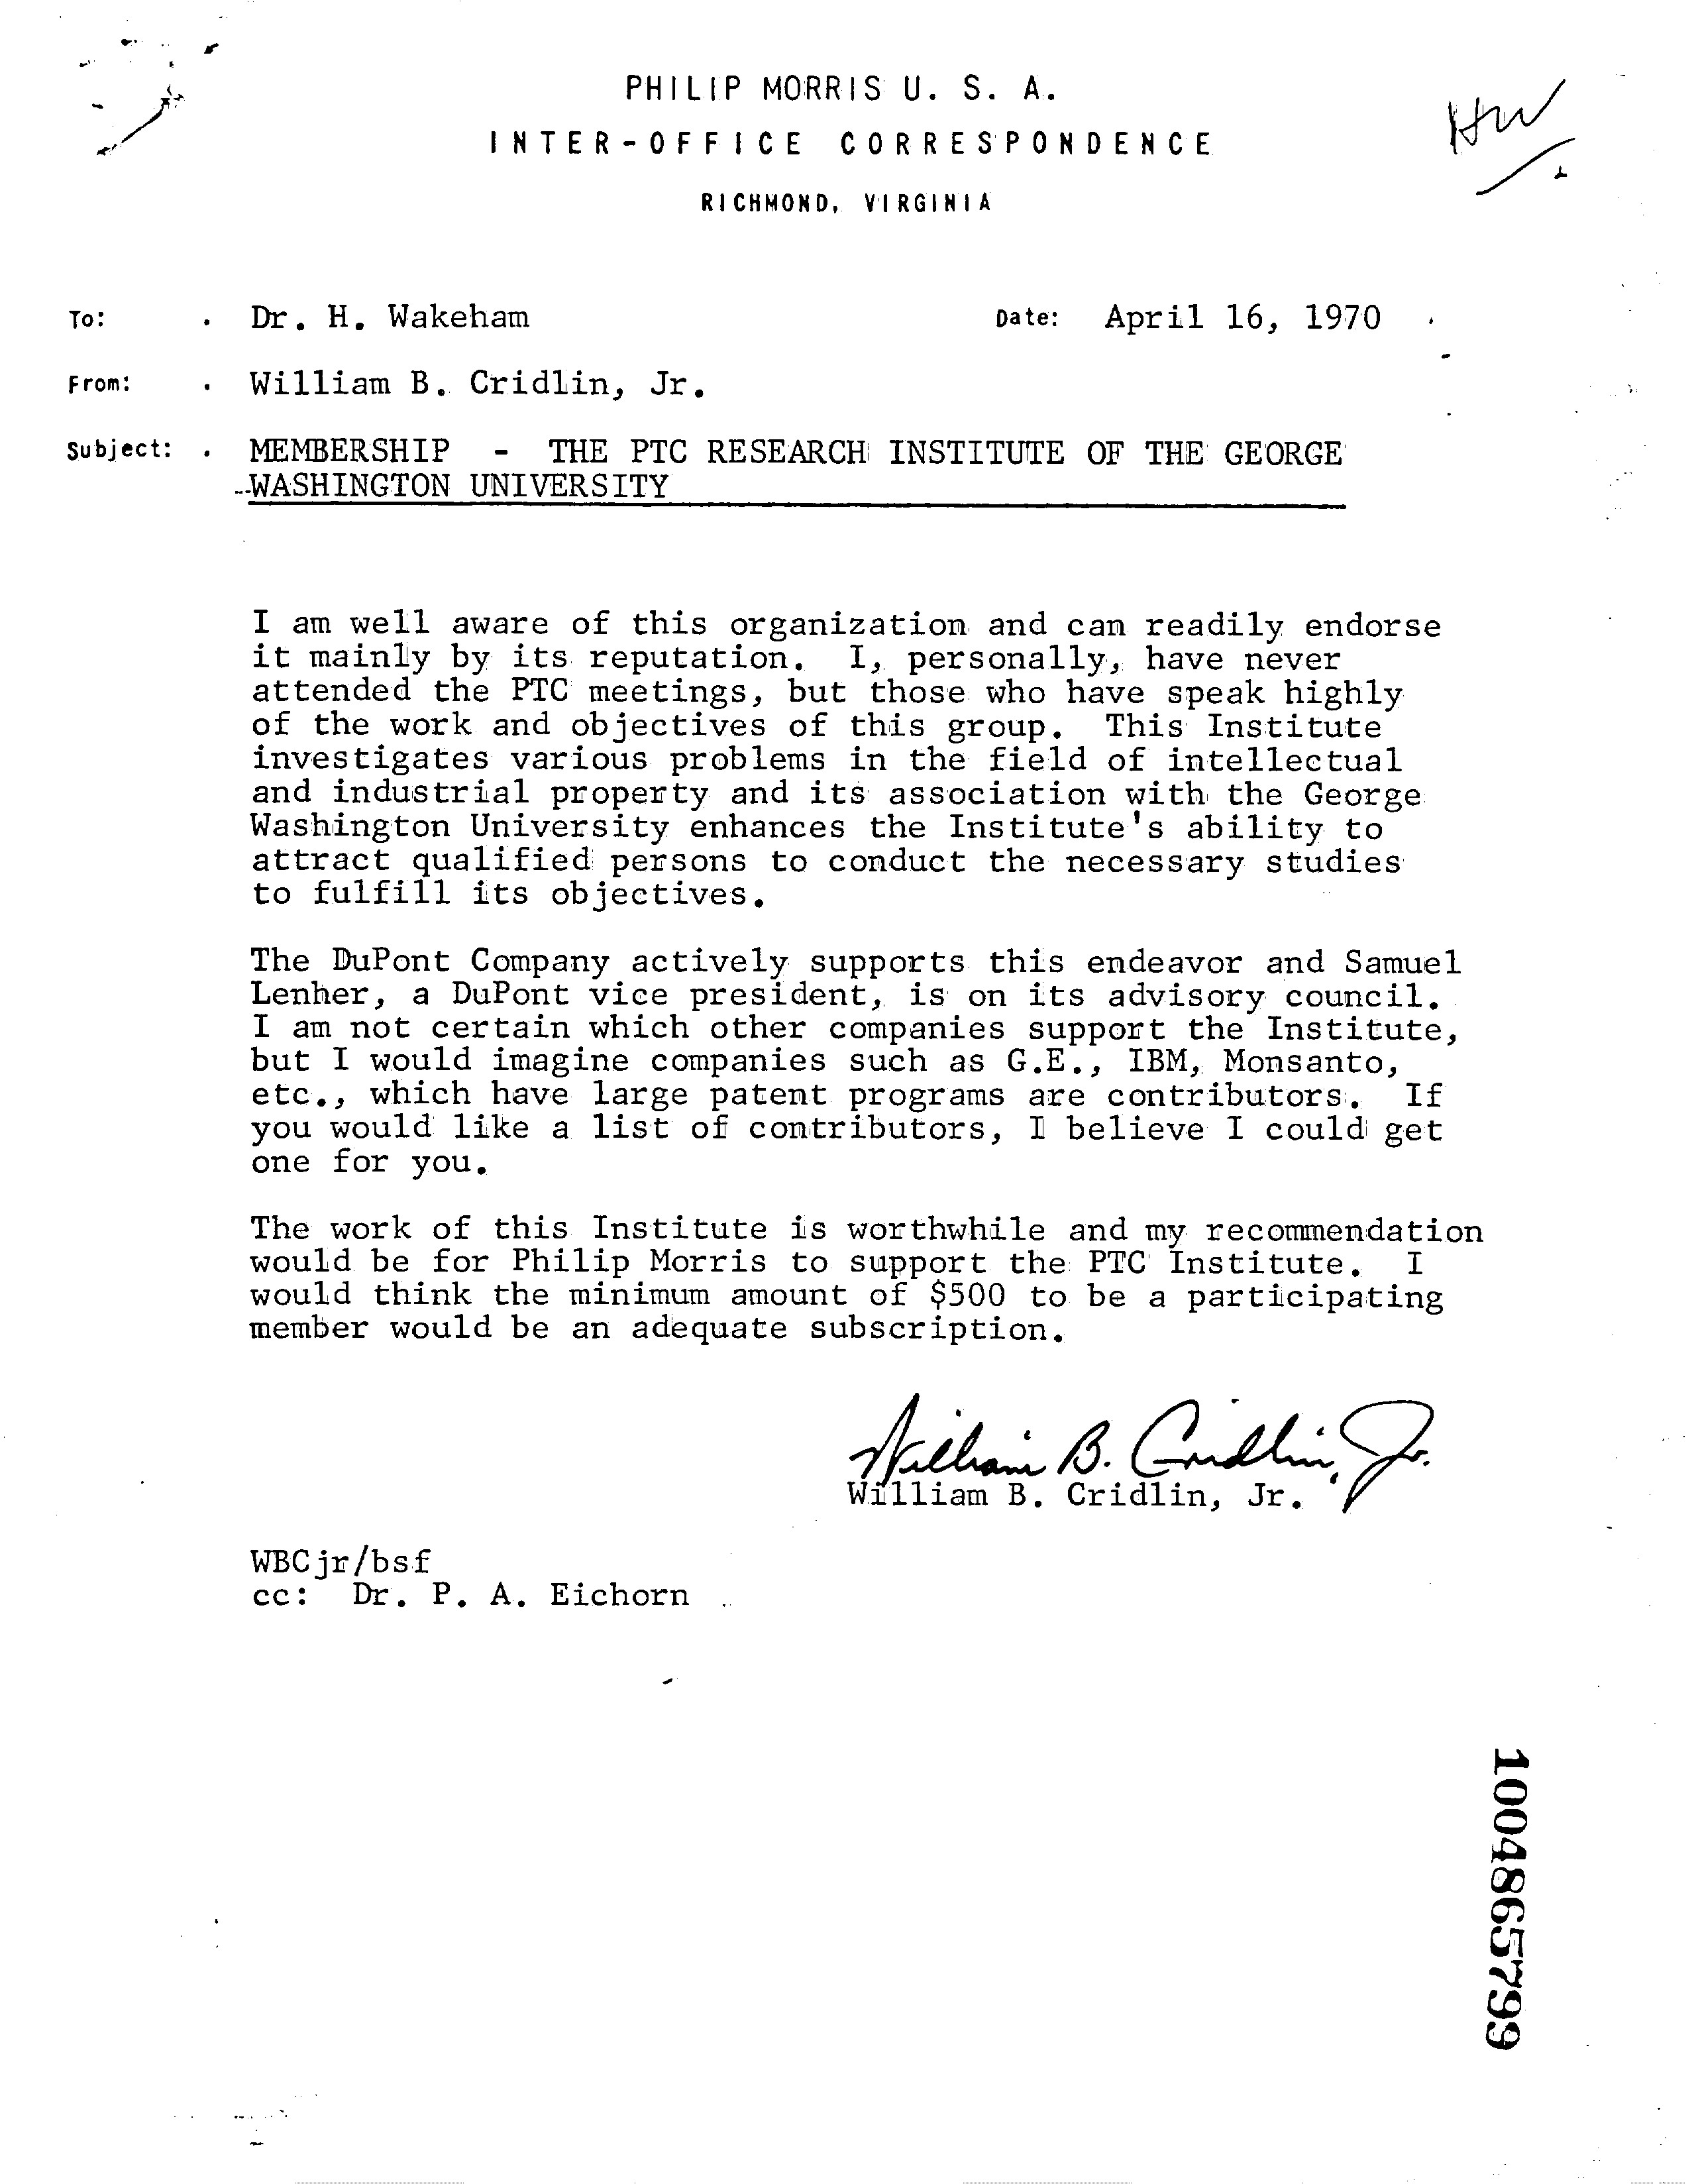 HW
PHILIP MORRIS U. S. A.
INTER-OFFICE CORRESPONDENCE
RICHMOND, VIRGINIA
To: . Dr. H. Wakeham Date: April 16, 1970
From: . William B. Cridlin, Jr.
Subject: . MEMBERSHIP - THE PTC RESEARCH INSTITUTE OF THE GEORGE
WASHINGTON UNIVERSITY
I am well aware of this organization and can readily endorse
it mainly by its reputation. I, personally, have never
attended the PTC meetings, but those who have speak highly
of the work and objectives of this group. This Institute
investigates various problems in the field of intellectual
and industrial property and its association with the George
Washington University enhances the Institute's ability to
attract qualified persons to conduct the necessary studies
to fulfill its objectives.
The DuPont Company actively supports this endeavor and Samuel
Lenher, a DuPont vice president, is on its advisory council.
I am not certain which other companies support the Institute,
but I would imagine companies such as G.E., IBM, Monsanto,
etc., which have large patent programs are contributors. If
you would like a list of contributors, I believe I could get
one for you.
The work of this Institute is worthwhile and my recommendation
would be for Philip Morris to support the PTC Institute. I
would think the minimum amount of $500 to be a participating
member would be an adequate subscription.
William B. Cridlin, Jr.
William B. Cridlin, Jr.
WBCjr/bsf
cc: Dr. P. A. Eichorn
1004865799